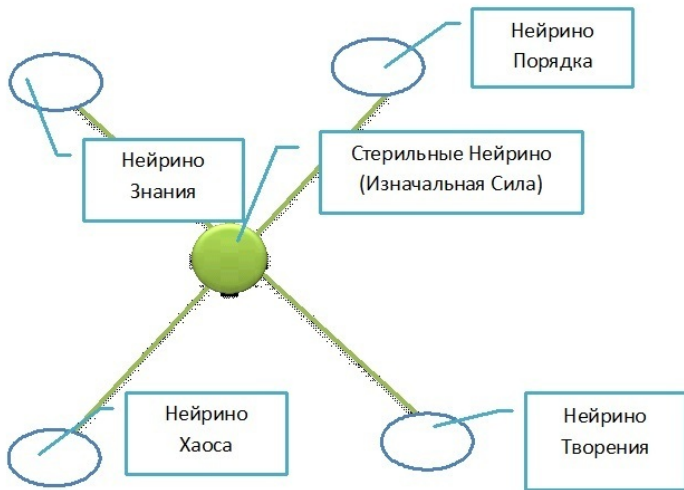 Нейрино
Порядка
Нейрино
Знания
Стерильные Нейрино
(Изначальная Сила)
Нейрино
Хаоса
Нейрино
Творения